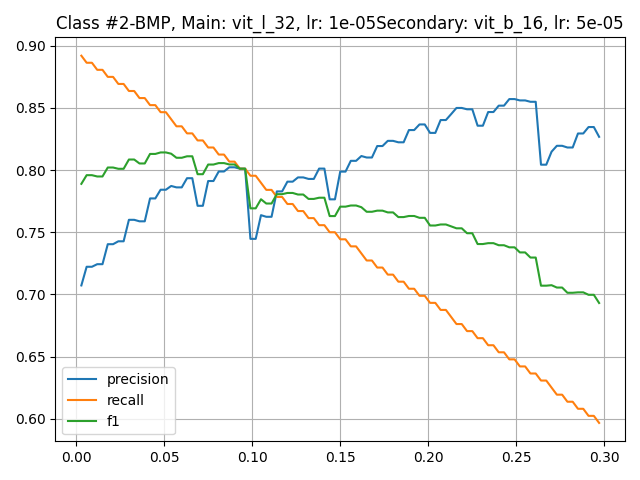 Class #2-BMP, Main: vit_l_32, lr: 1e-05Secondary: vit_b_16, lr: 5e-05
0.90
0.85
0.80
0.75
0.70
0.65
0.60
precision
recall
f1
0.00 0.05 0.10 0.15 0.20 0.25 0.30